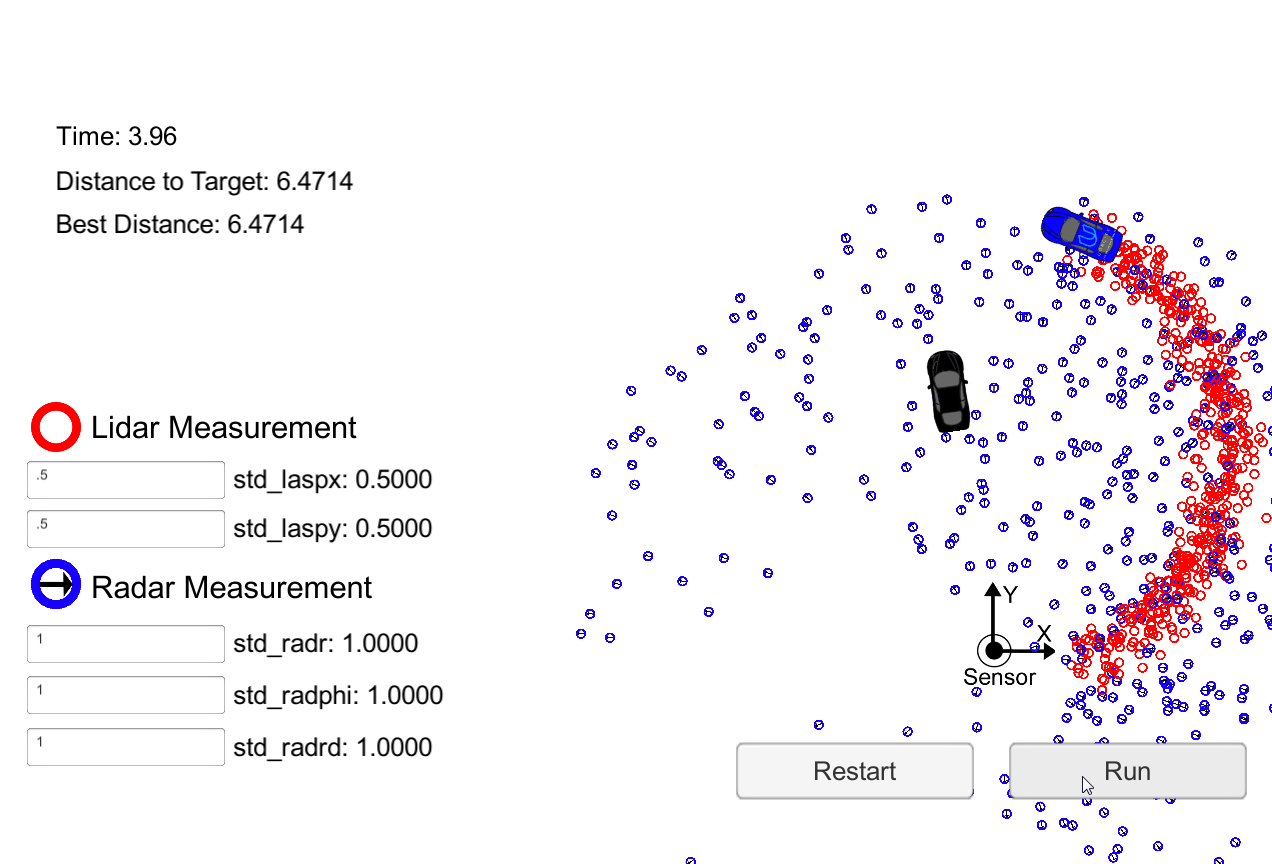 Time: 3.96
Distance to Target: 6.4714
Best Distance: 6.4714
Lidar Measurement
.5
std_laspx: 0.5000
.5
std_laspy: 0.5000
Radar Measurement
1
std_radr: 1.0000
1
std_radphi: 1.0000
1
std_radrd: 1.0000
Y
X
Sensor
Restart
Run